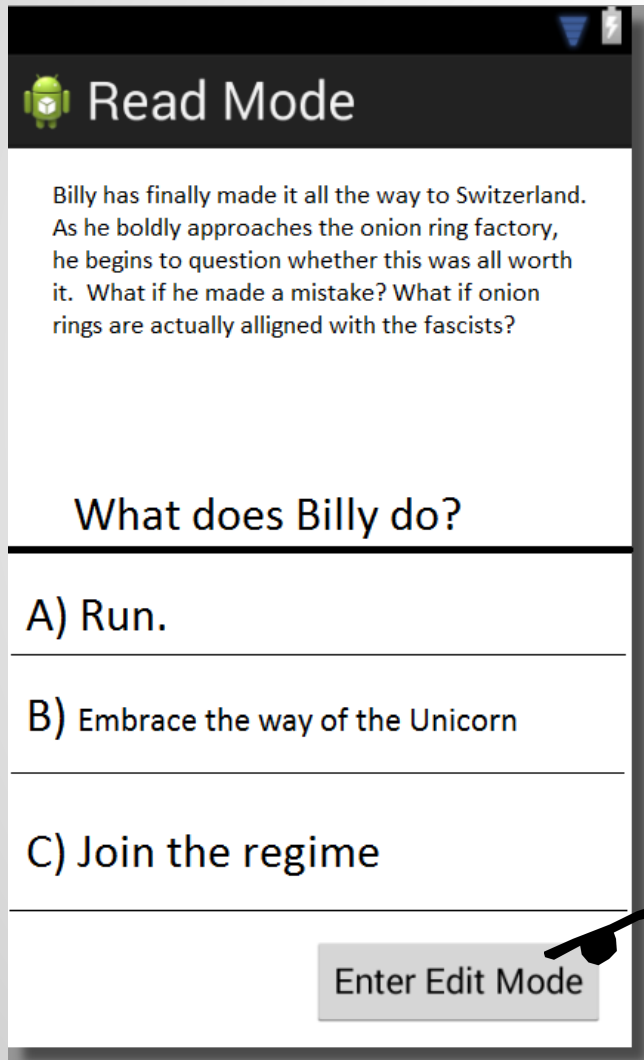 Read Mode
Billy has finally made it all the way to Switzerland.
As he boldly approaches the onion ring factory,
he begins to question whether this was all worth
it.  What if he made a mistake? What if onion
rings are actually alligned with the fascists?
What does Billy do?
A) Run.
B) Embrace the way of the Unicorn
C) Join the regime
Enter Edit Mode